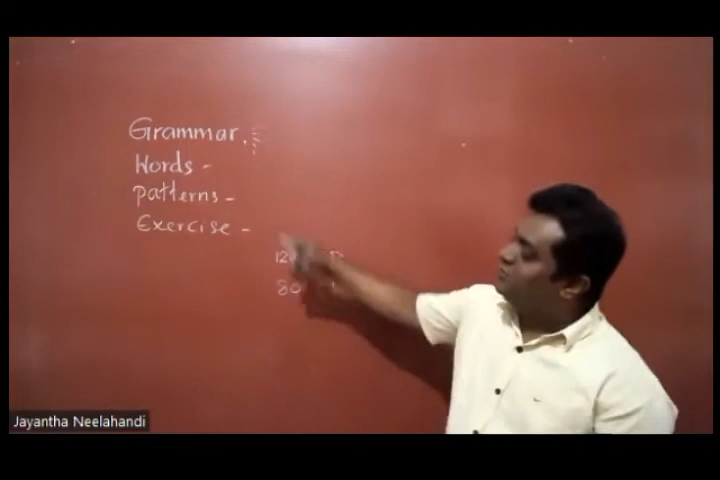 Grammar.
Words -
Patterns -
Exercise -
Jayantha Neelahandi